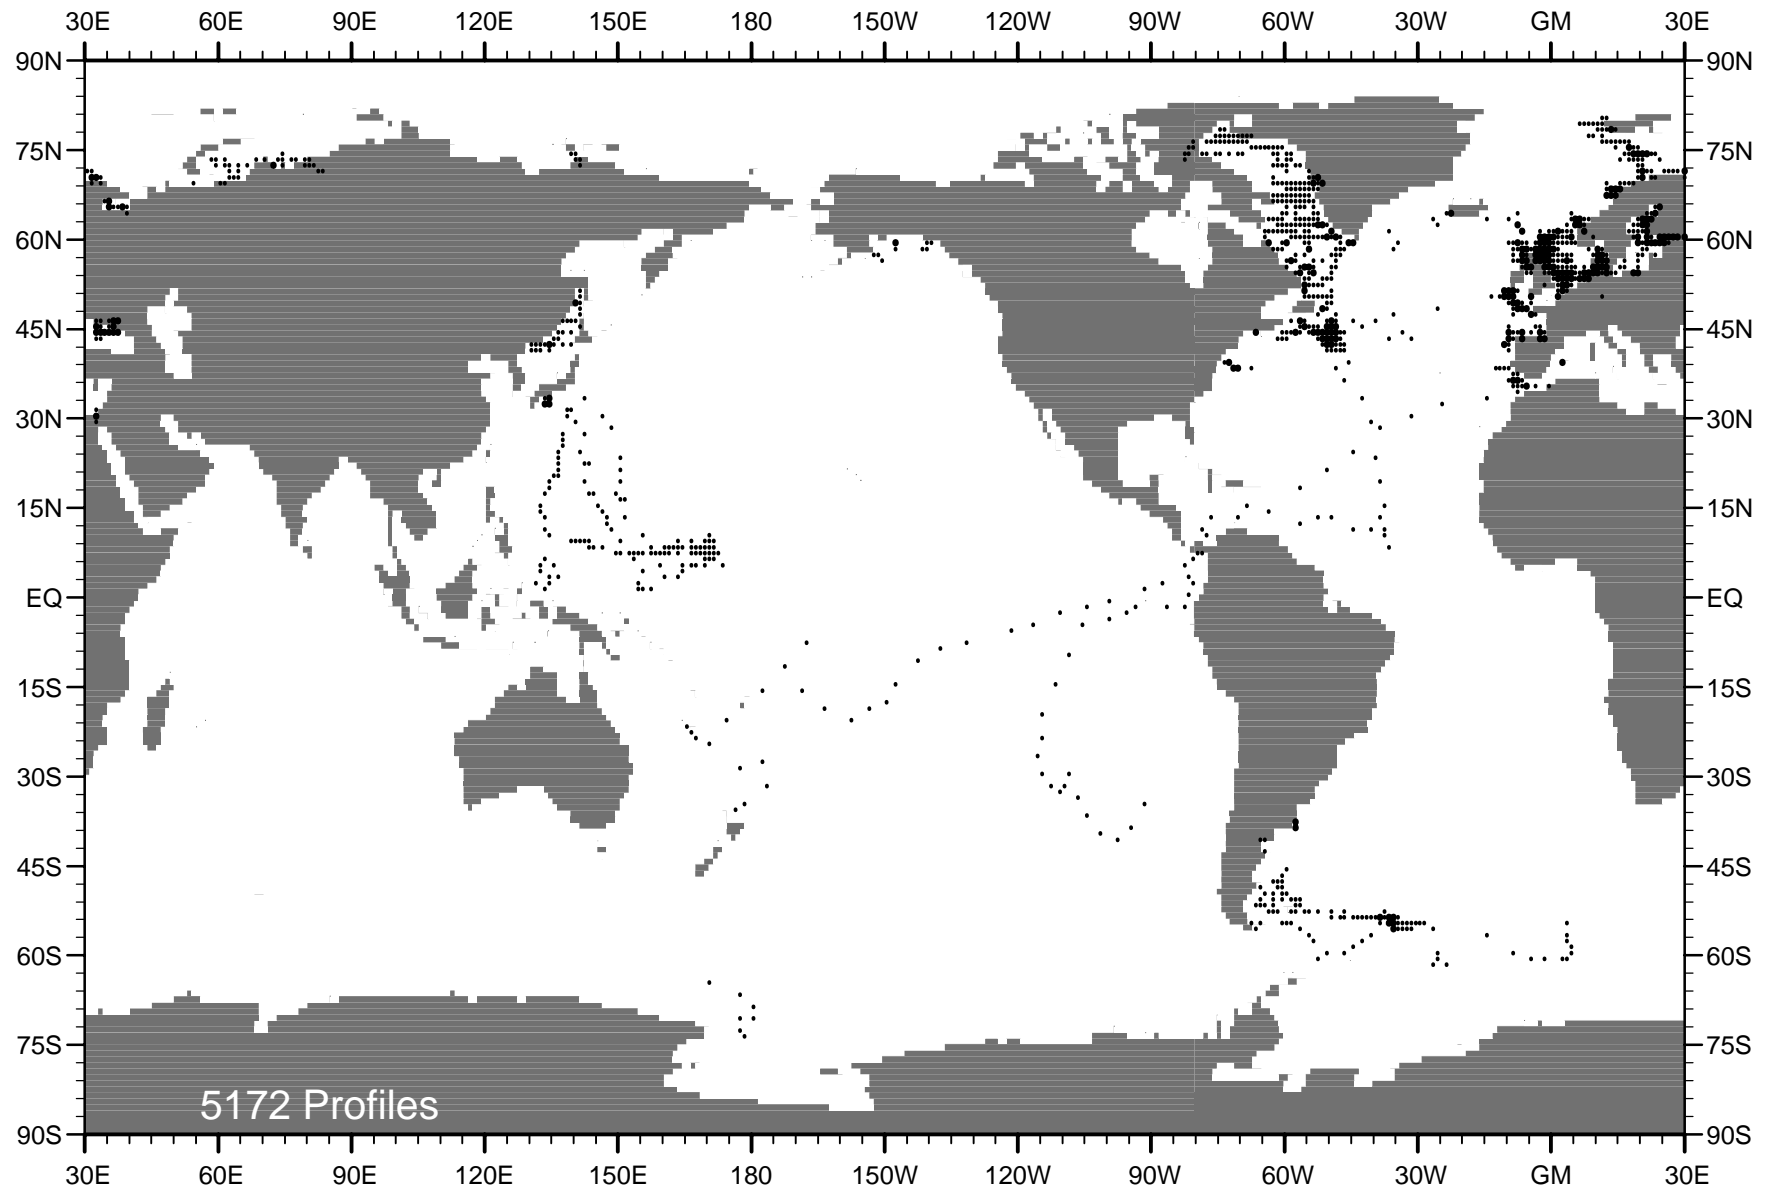 30E 60E 90E 120E 150E 180 150W 120W 90W 60W 30W GM 30E
90N 90N
75N 75N
60N 60N
45N 45N
30N 30N
15N 15N
EQ EQ
15S 15S
30S 30S
45S 45S
60S 60S
75S 75S
5172 Profiles
90S 90S
30E 60E 90E 120E 150E 180 150W 120W 90W 60W 30W GM 30E